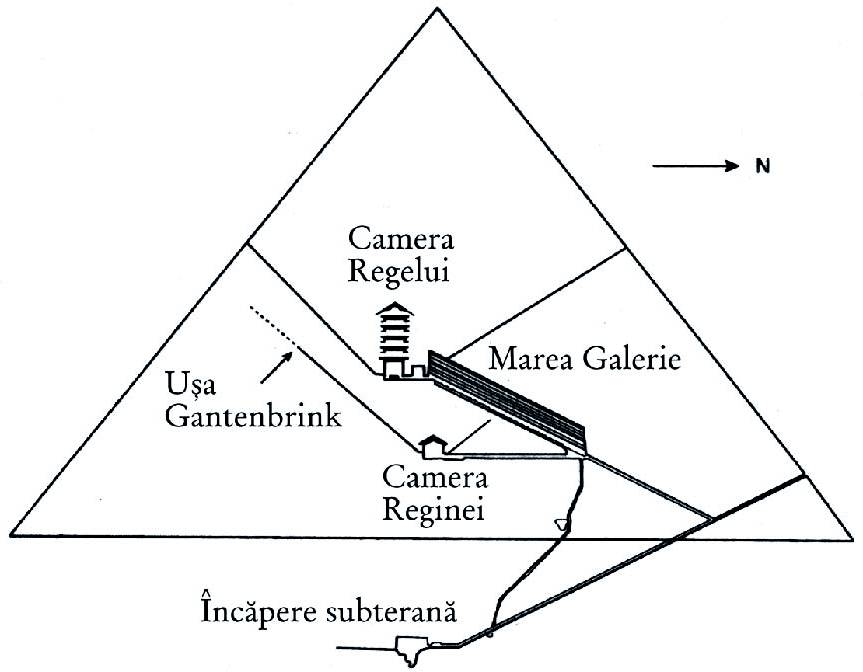 N
Camera
Regelui
Marea Galerie
Ușa
Gantenbrink
Camera
Reginei
Încăpere subterană